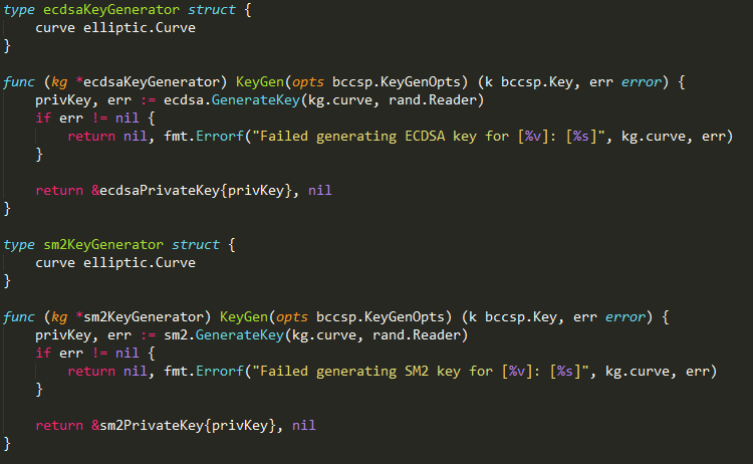 type ecdsaKeyGenerator struct {
    curve elliptic.Curve
}

func (kg *ecdsaKeyGenerator) KeyGen(opts bccsp.KeyGenOpts) (k bccsp.Key, err error) {
    privKey, err := ecdsa.GenerateKey(kg.curve, rand.Reader)
    if err != nil {
        return nil, fmt.Errorf("Failed generating ECDSA key for [%v]: [%s]", kg.curve, err)
    }

    return &ecdsaPrivateKey{privKey}, nil
}

type sm2KeyGenerator struct {
    curve elliptic.Curve
}

func (kg *sm2KeyGenerator) KeyGen(opts bccsp.KeyGenOpts) (k bccsp.Key, err error) {
    privKey, err := sm2.GenerateKey(kg.curve, rand.Reader)
    if err != nil {
        return nil, fmt.Errorf("Failed generating SM2 key for [%v]: [%s]", kg.curve, err)
    }

    return &sm2PrivateKey{privKey}, nil
}